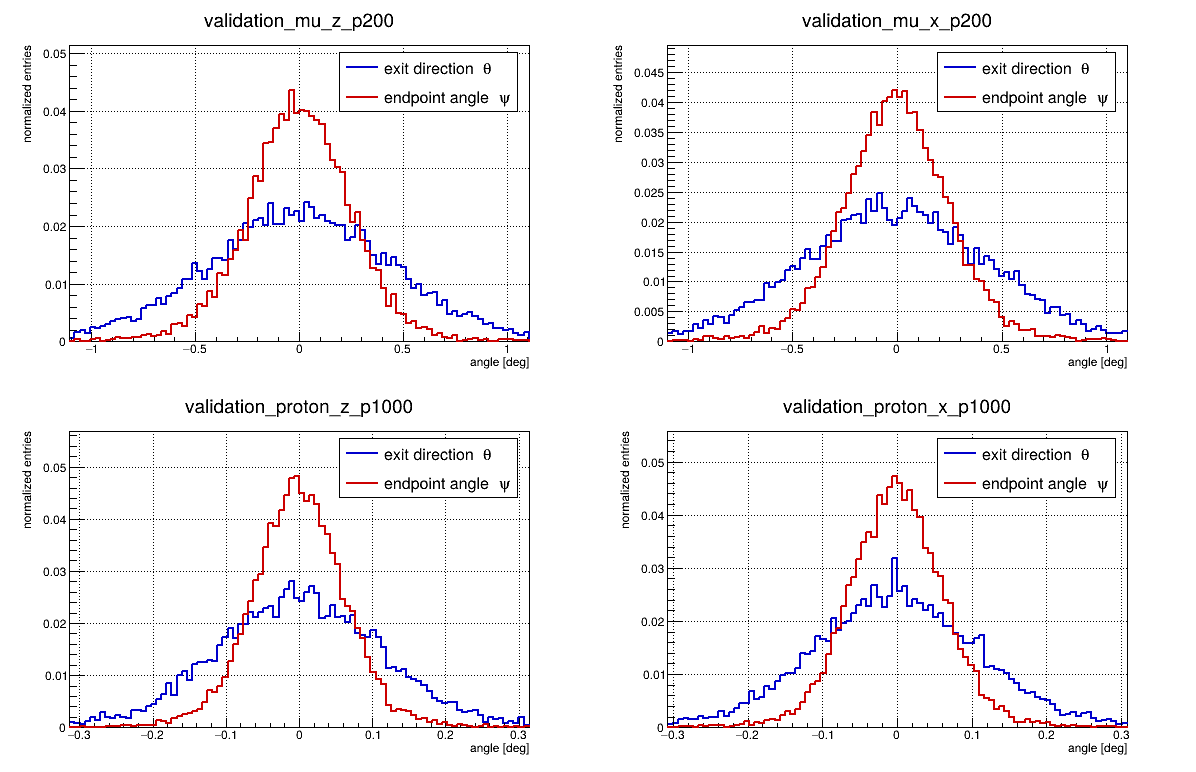 validation_mu_z_p200
normalized entries
0.05
0.04
0.03
0.02
0.01
0
−1
−0.5
0
0.5
1
angle [deg]
exit direction θ
endpoint angle ψ
validation_mu_x_p200
normalized entries
0.045
0.04
0.035
0.03
0.025
0.02
0.015
0.01
0.005
0
−1
−0.5
0
0.5
1
angle [deg]
exit direction θ
endpoint angle ψ
validation_proton_z_p1000
normalized entries
0.05
0.04
0.03
0.02
0.01
0
−0.3
−0.2
−0.1
0
0.1
0.2
0.3
angle [deg]
exit direction θ
endpoint angle ψ
validation_proton_x_p1000
normalized entries
0.05
0.04
0.03
0.02
0.01
0
−0.3
−0.2
−0.1
0
0.1
0.2
0.3
angle [deg]
exit direction θ
endpoint angle ψ